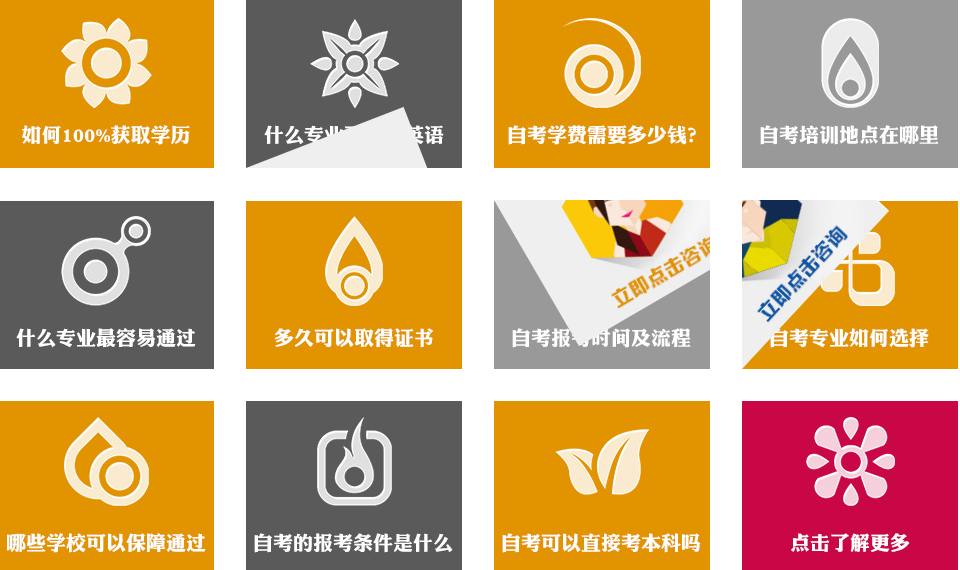 如何100%获取学历
什么专业 英语
自考学费需要多少钱?
自考培训地点在哪里
什么专业最容易通过
多久可以取得证书
立即点击咨询
自考报考时间及流程
立即点击咨询
自考专业如何选择
哪些学校可以保障通过
自考的报考条件是什么
自考可以直接考本科吗
点击了解更多